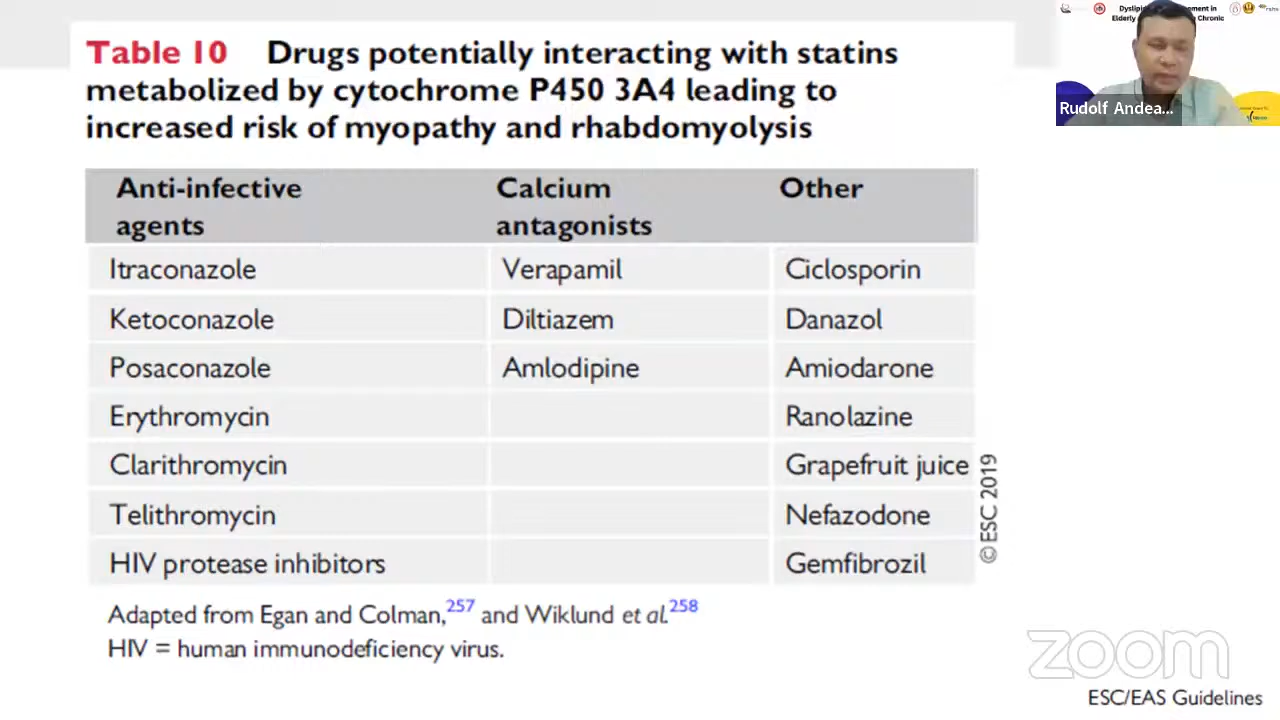 Table 10 Drugs potentially interacting with statins
metabolized by cytochrome P450 3A4 leading to
increased risk of myopathy and rhabdomyolysis
Anti-infective agents
Calcium antagonists
Other
Itraconazole Verapamil Ciclosporin
Ketoconazole Diltiazem Danazol
Posaconazole Amlodipine Amiodarone
Erythromycin Ranolazine
Clarithromycin Grapefruit juice
Telithromycin Nefazodone
HIV protease inhibitors Gemfibrozil
© ESC 2019
Adapted from Egan and Colman,257 and Wiklund et al.258
HIV = human immunodeficiency virus.
zoom
ESC/EAS Guidelines
Elderly Chronic
Rudolf Andea...